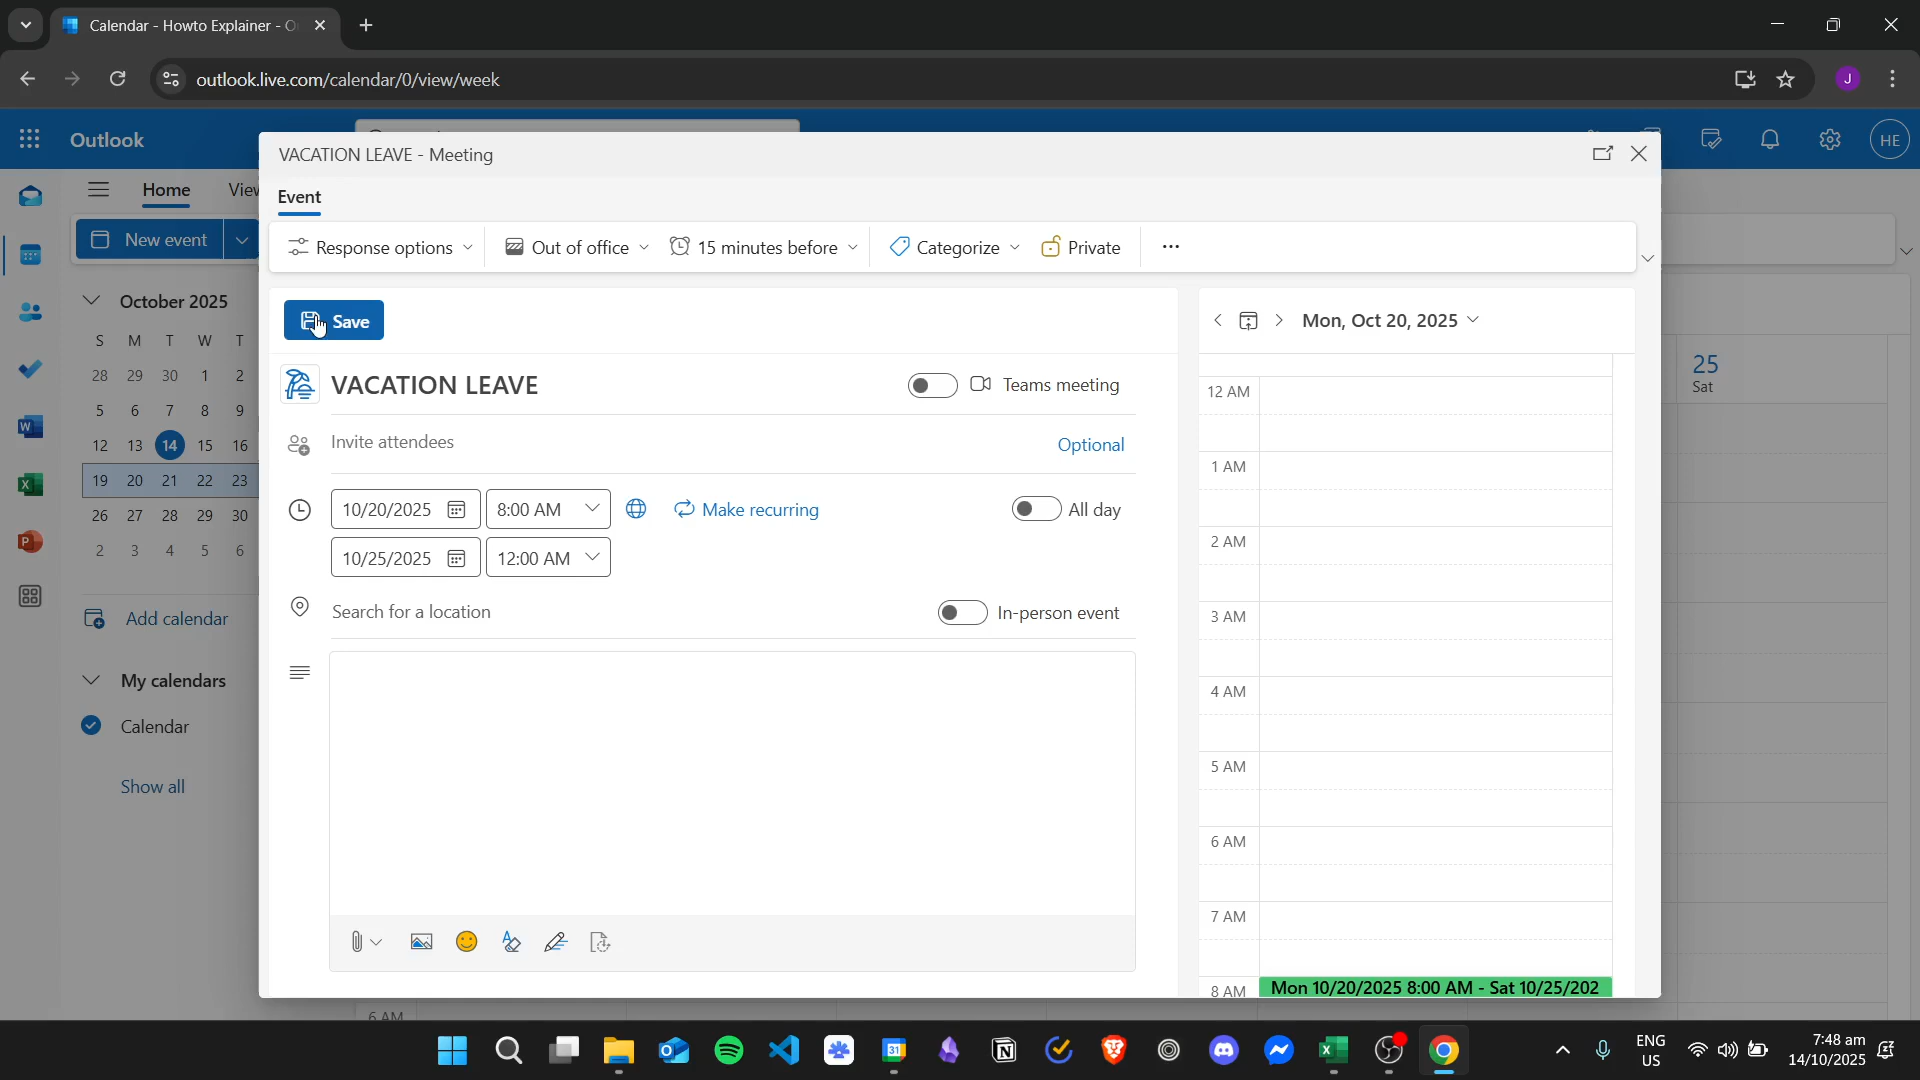 Calendar - Howto Explainer - O
outlook.live.com/calendar/0/view/week
J
Outlook
HE
VACATION LEAVE - Meeting
Home
View
Event
New event
Response options
Out of office
15 minutes before
Categorize
Private
October 2025
S M T W T
28 29 30 1 2
5 6 7 8 9
12 13 14 15 16
19 20 21 22 23
26 27 28 29 30
2 3 4 5 6
Add calendar
My calendars
Calendar
Show all
Save
VACATION LEAVE
Teams meeting
Invite attendees
Optional
10/20/2025
8:00 AM
Make recurring
All day
10/25/2025
12:00 AM
Search for a location
In-person event
Mon, Oct 20, 2025
12 AM
1 AM
2 AM
3 AM
4 AM
5 AM
6 AM
7 AM
8 AM
Mon 10/20/2025 8:00 AM - Sat 10/25/202
25
Sat
6 AM
31
ENG
US
7:48 am
14/10/2025